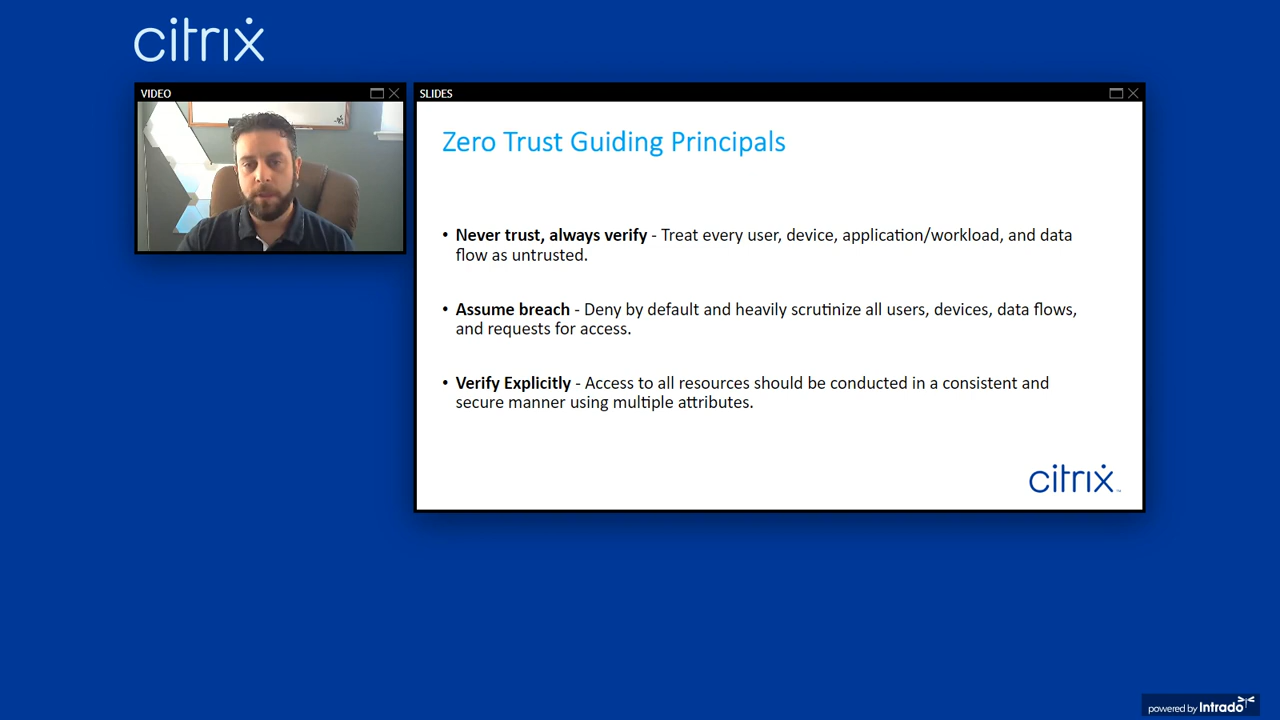 citrix
VIDEO
SLIDES
Zero Trust Guiding Principals
• Never trust, always verify - Treat every user, device, application/workload, and data
flow as untrusted.
• Assume breach - Deny by default and heavily scrutinize all users, devices, data flows,
and requests for access.
• Verify Explicitly - Access to all resources should be conducted in a consistent and
secure manner using multiple attributes.
citrix™
powered by Intrado